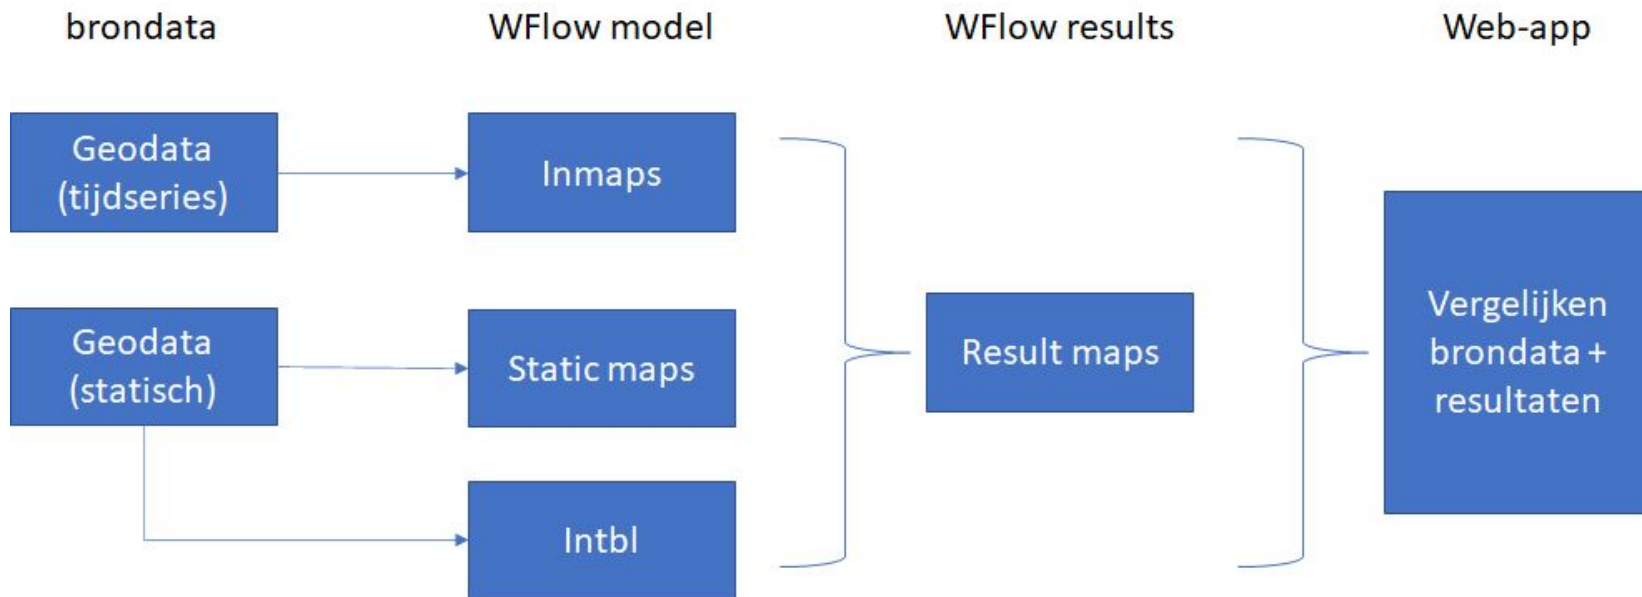 brondata
WFlow model
WFlow results
Web-app
Geodata
(tijdseries)
Inmaps
Geodata
(statisch)
Static maps
Intbl
Result maps
Vergelijken
brondata +
resultaten